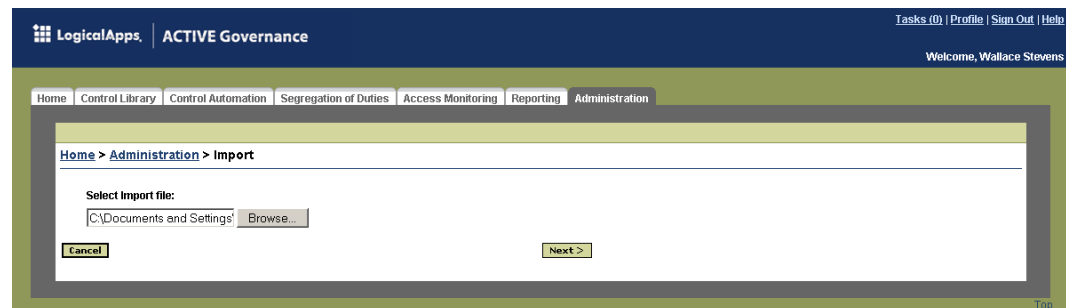 Tasks (0) | Profile | Sign Out | Help
LogicalApps, ACTIVE Governance
Welcome, Wallace Stevens
Home Control Library Control Automation Segregation of Duties Access Monitoring Reporting Administration
Home > Administration > Import
Select Import file:
C:\Documents and Settings\ Browse...
Cancel Next >
Top